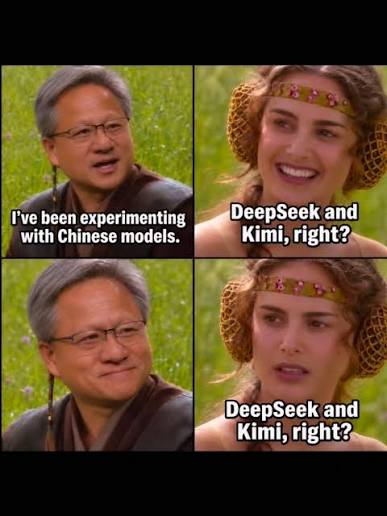 I've been experimenting
with Chinese models.
DeepSeek and
Kimi, right?
DeepSeek and
Kimi, right?